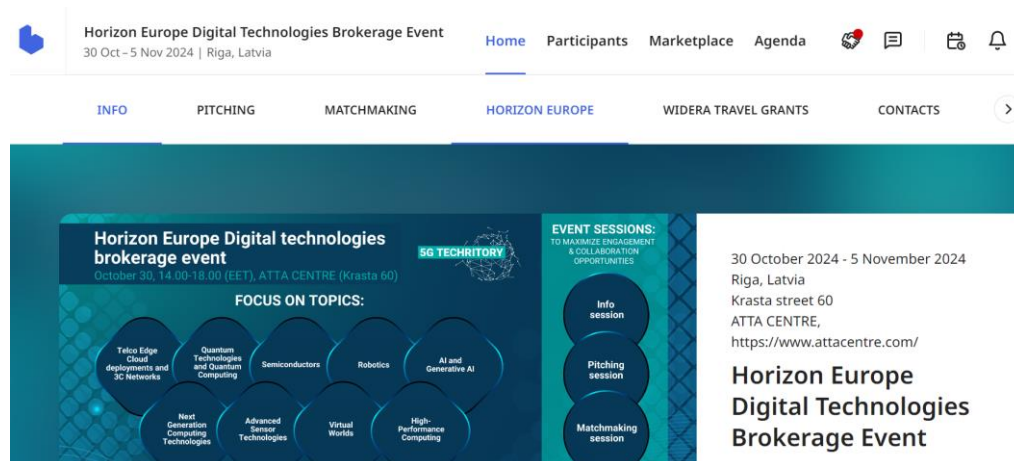 Horizon Europe Digital Technologies Brokerage Event
30 Oct – 5 Nov 2024 | Riga, Latvia
Home Participants Marketplace Agenda
INFO PITCHING MATCHMAKING HORIZON EUROPE WIDERA TRAVEL GRANTS CONTACTS
Horizon Europe Digital technologies
brokerage event
October 30, 14.00-18.00 (EET), ATTA CENTRE (Krasta 60)
5G TECHRITORY
FOCUS ON TOPICS:
Telco Edge
Cloud
deployments and
3C Networks
Quantum
Technologies
and Quantum
Computing
Semiconductors
Robotics
AI and
Generative AI
Next
Generation
Computing
Technologies
Advanced
Sensor
Technologies
Virtual
Worlds
High-
Performance
Computing
EVENT SESSIONS:
TO MAXIMIZE ENGAGEMENT
& COLLABORATION
OPPORTUNITIES
Info
session
Pitching
session
Matchmaking
session
30 October 2024 - 5 November 2024
Riga, Latvia
Krasta street 60
ATTA CENTRE,
https://www.attacentre.com/
Horizon Europe
Digital Technologies
Brokerage Event